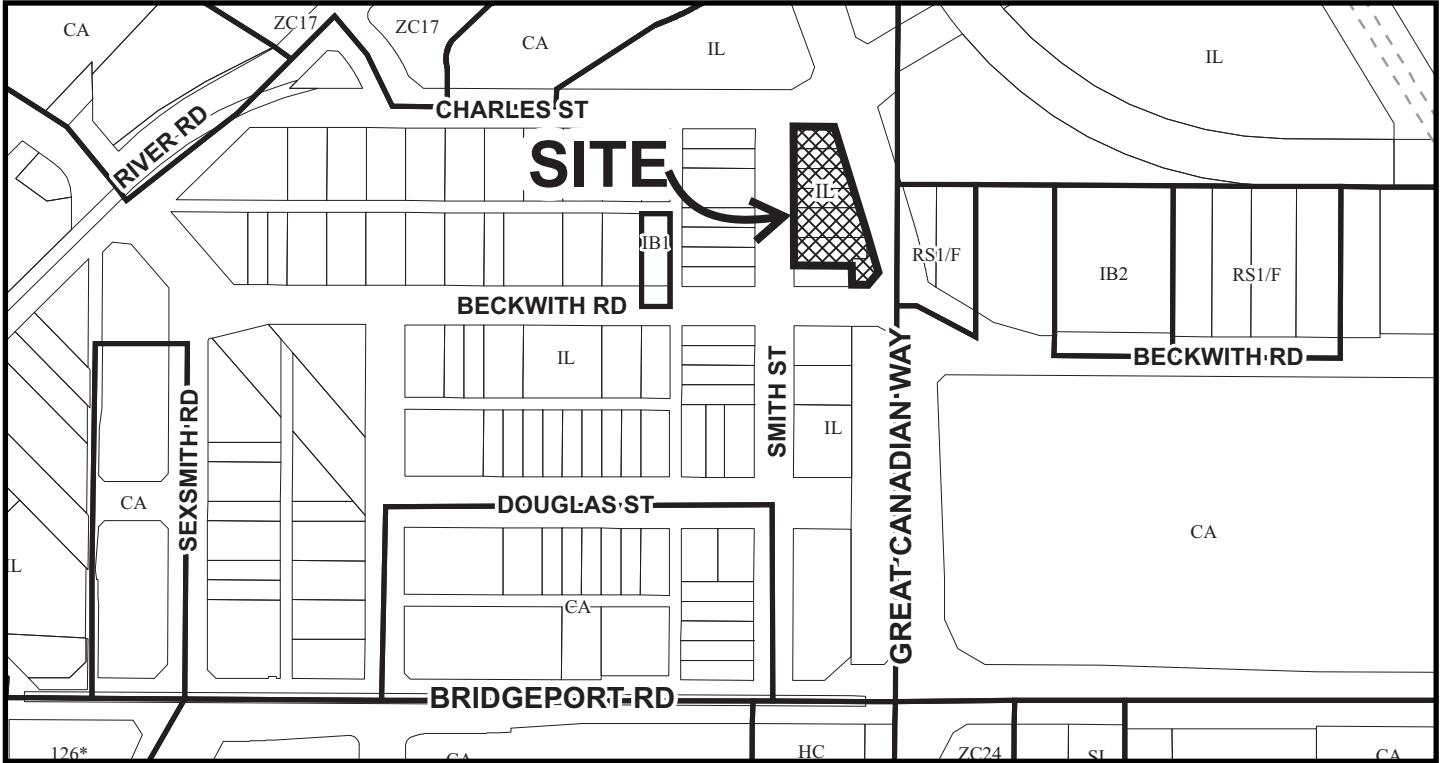 CA
ZC17
ZC17
CA
IL
IL
CHARLES ST
RIVER RD
SITE
IL
IB1
RS1/F
IB2
RS1/F
BECKWITH RD
IL
SMITH ST
GREAT CANADIAN WAY
BECKWITH RD
SEXSMITH RD
IL
CA
DOUGLAS ST
CA
IL
CA
BRIDGEPORT RD
126*
CA
HC
ZC24
SI
CA